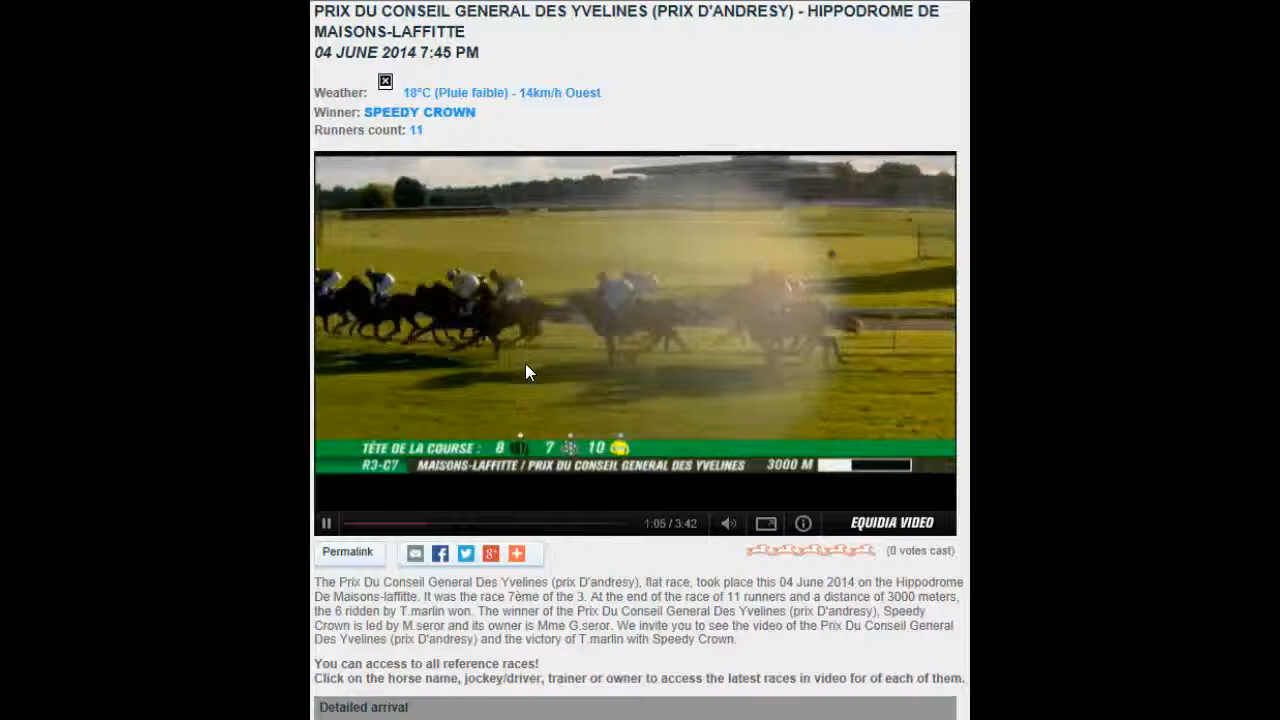 PRIX DU CONSEIL GENERAL DES YVELINES (PRIX D'ANDRESY) - HIPPODROME DE
MAISONS-LAFFITTE
04 JUNE 2014 7:45 PM
Weather: 18°C (Pluie faible) - 14km/h Ouest
Winner: SPEEDY CROWN
Runners count: 11
TÊTE DE LA COURSE : 8 7 10
R3-C7 MAISONS-LAFFITTE / PRIX DU CONSEIL GENERAL DES YVELINES 3000 M
1:05 / 3:42 EQUIDIA VIDEO
Permalink (0 votes cast)
The Prix Du Conseil General Des Yvelines (prix D'andresy), flat race, took place this 04 June 2014 on the Hippodrome
De Maisons-laffitte. It was the race 7ème of the 3. At the end of the race of 11 runners and a distance of 3000 meters,
the 6 ridden by T.marlin won. The winner of the Prix Du Conseil General Des Yvelines (prix D'andresy), Speedy
Crown is led by M.seror and its owner is Mme G.seror. We invite you to see the video of the Prix Du Conseil General
Des Yvelines (prix D'andresy) and the victory of T.marlin with Speedy Crown.
You can access to all reference races!
Click on the horse name, jockey/driver, trainer or owner to access the latest races in video for of each of them.
Detailed arrival